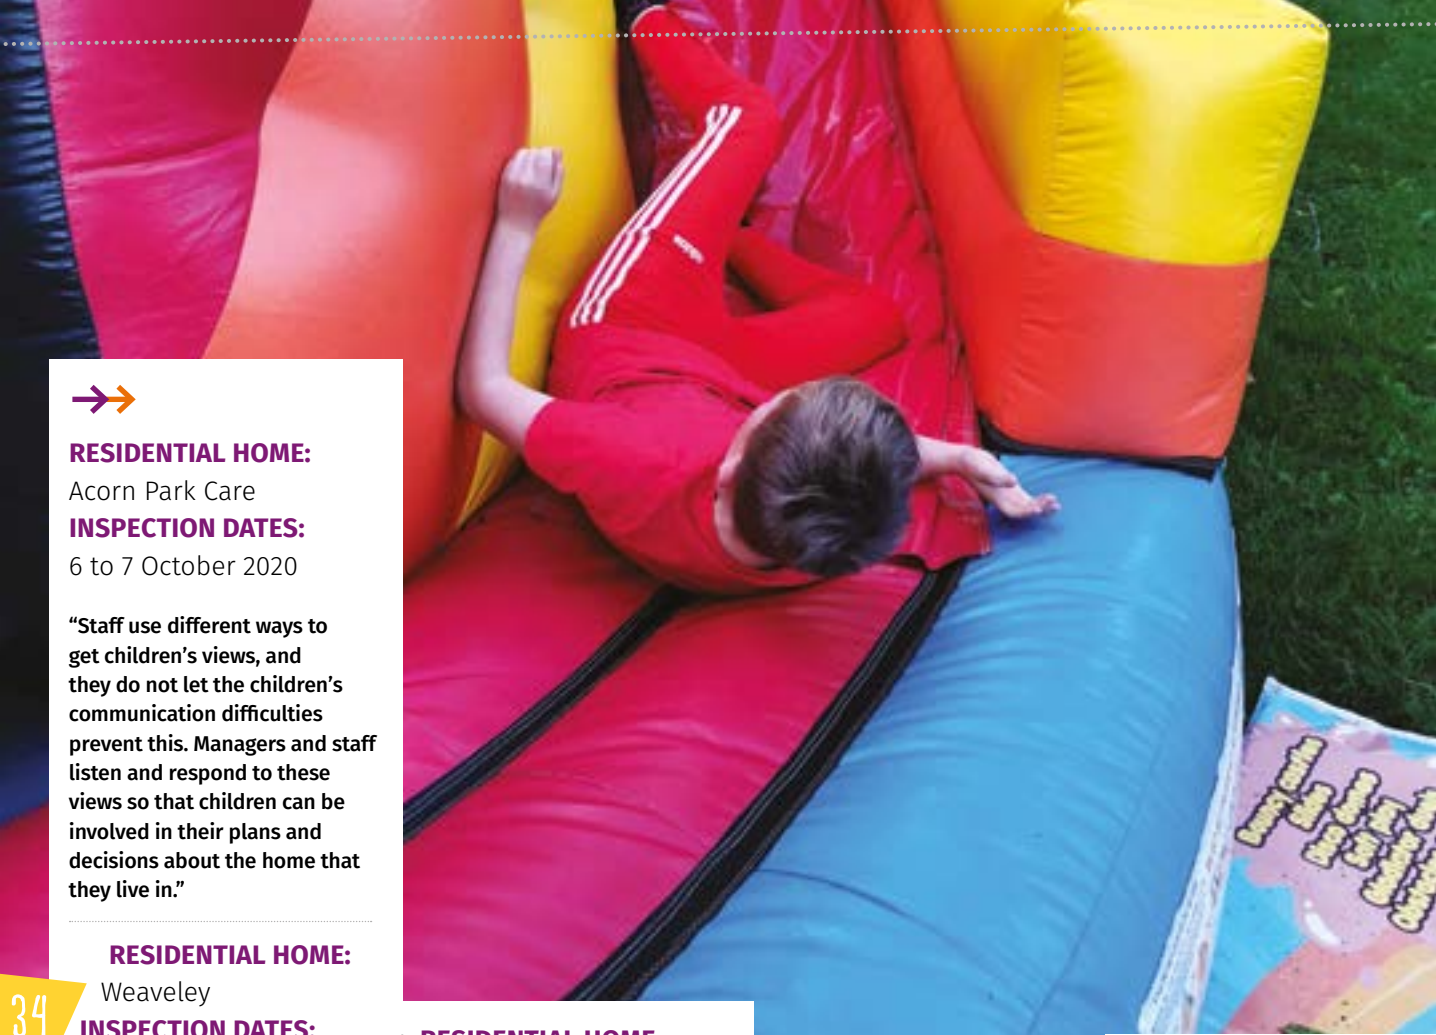 RESIDENTIAL HOME:
Acorn Park Care
INSPECTION DATES:
6 to 7 October 2020
“Staff use different ways to
get children’s views, and
they do not let the children’s
communication difficulties
prevent this. Managers and staff
listen and respond to these
views so that children can be
involved in their plans and
decisions about the home that
they live in.”
RESIDENTIAL HOME:
Weaveley
INSPECTION DATES:
34
RESIDENTIAL HOME
adidas